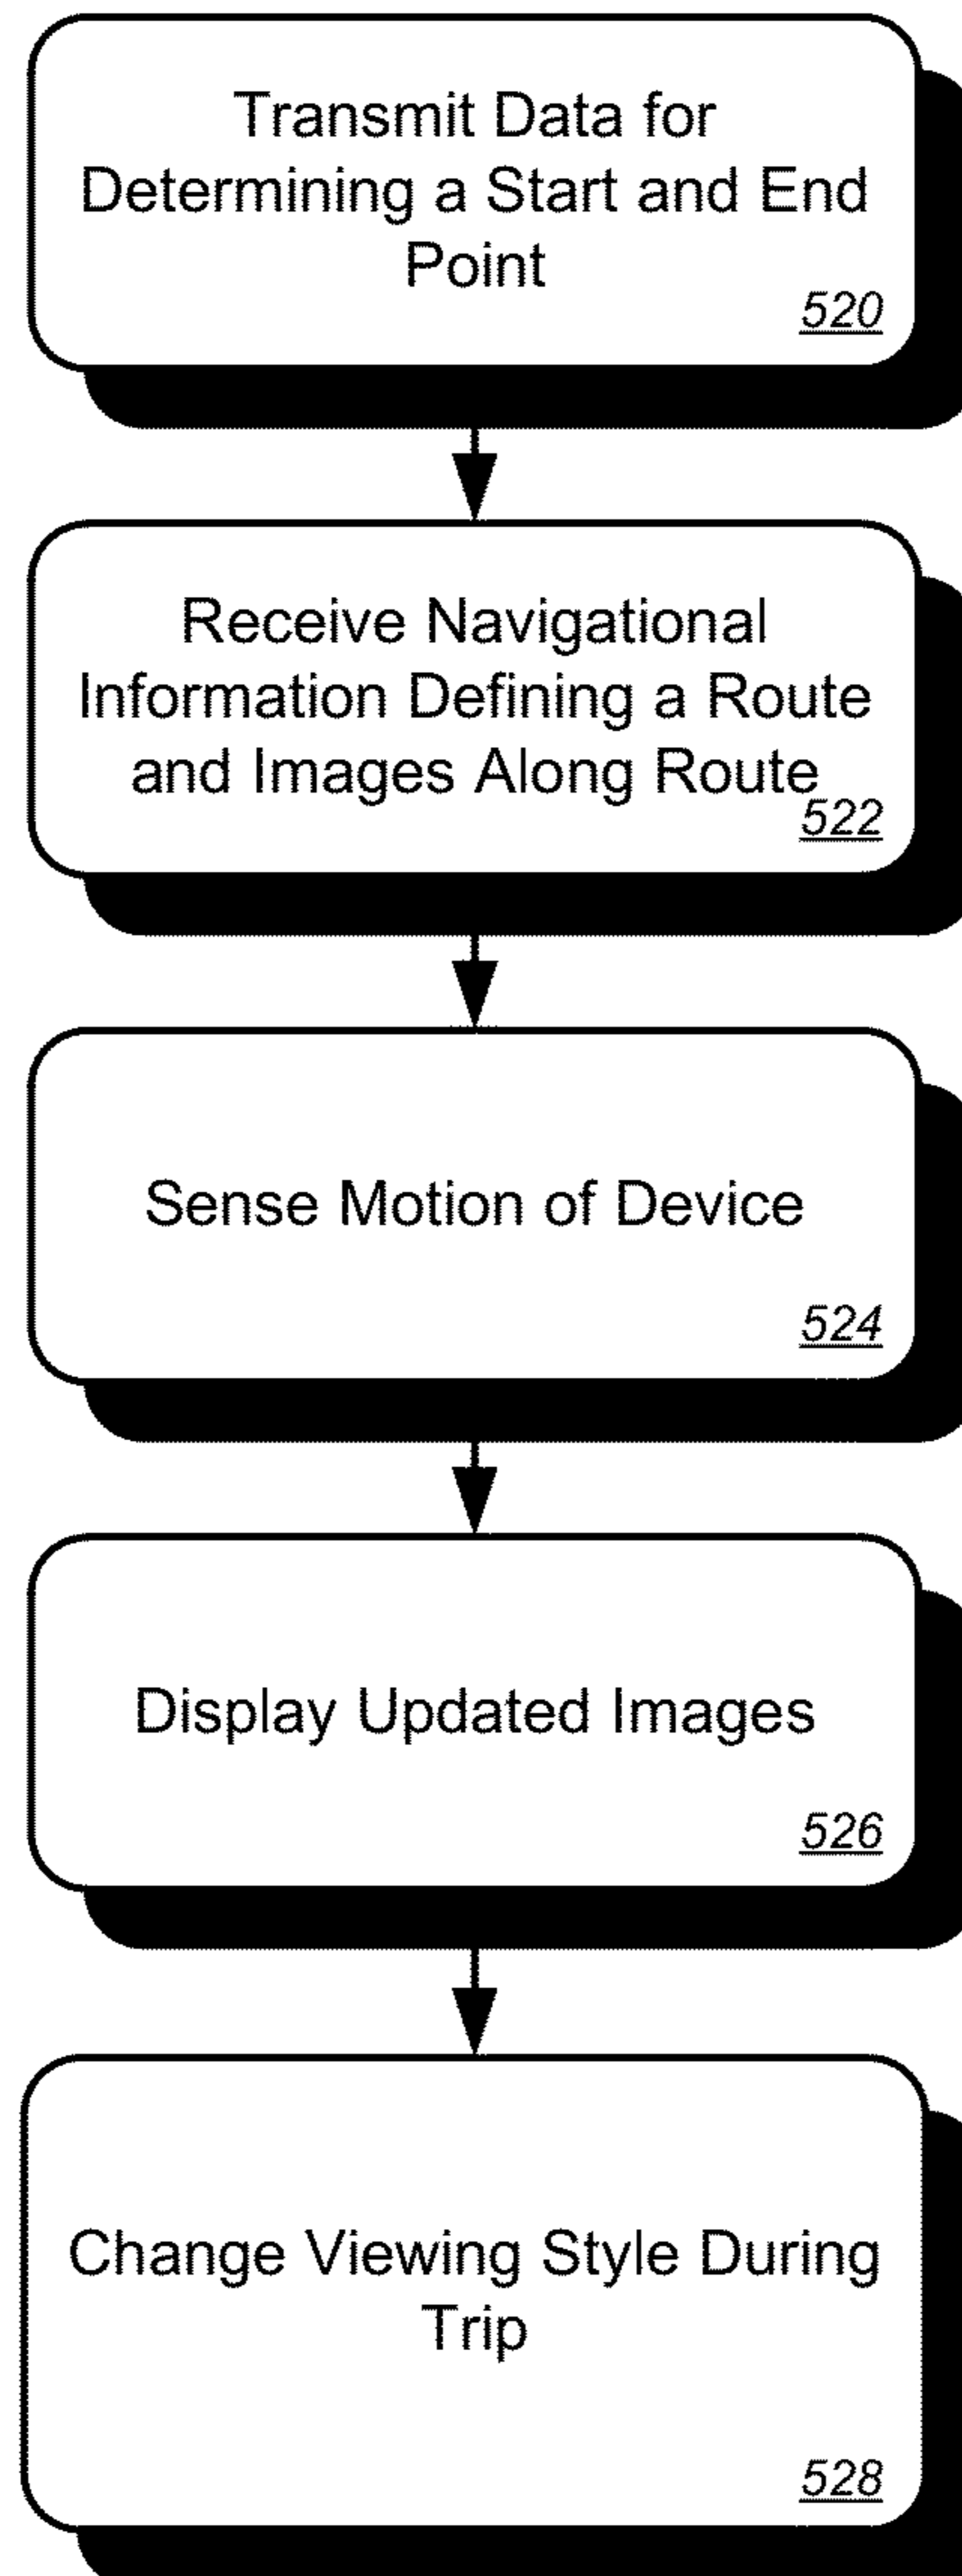 Transmit Data for
Determining a Start and End
Point
520
Receive Navigational
Information Defining a Route
and Images Along Route
522
Sense Motion of Device
524
Display Updated Images
526
Change Viewing Style During
Trip
528